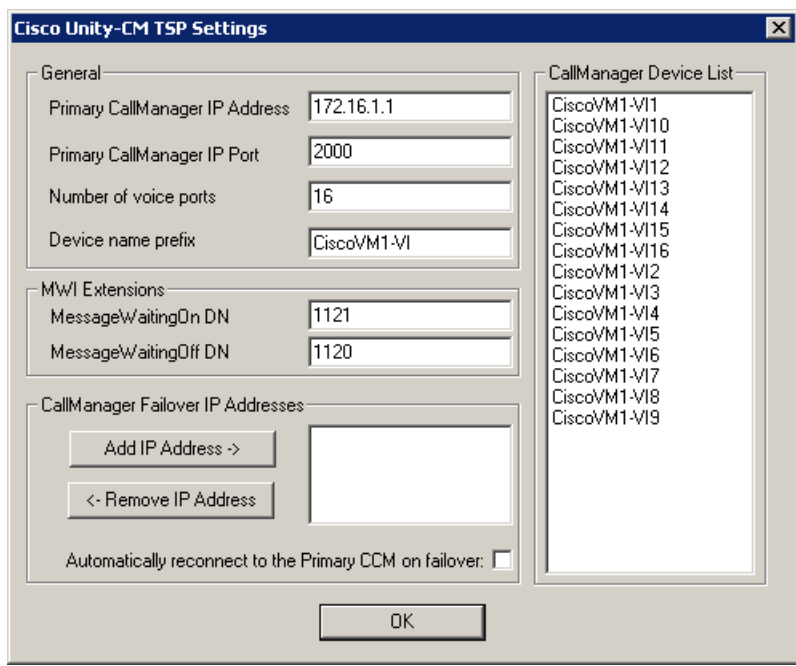 Cisco Unity-CM TSP Settings
General
Primary CallManager IP Address 172.16.1.1
Primary CallManager IP Port 2000
Number of voice ports 16
Device name prefix CiscoVM1-VI
MWI Extensions
MessageWaitingOn DN 1121
MessageWaitingOff DN 1120
CallManager Failover IP Addresses
Add IP Address ->
<- Remove IP Address
Automatically reconnect to the Primary CCM on failover:
CallManager Device List
CiscoVM1-VI1
CiscoVM1-VI10
CiscoVM1-VI11
CiscoVM1-VI12
CiscoVM1-VI13
CiscoVM1-VI14
CiscoVM1-VI15
CiscoVM1-VI16
CiscoVM1-VI2
CiscoVM1-VI3
CiscoVM1-VI4
CiscoVM1-VI5
CiscoVM1-VI6
CiscoVM1-VI7
CiscoVM1-VI8
CiscoVM1-VI9
OK